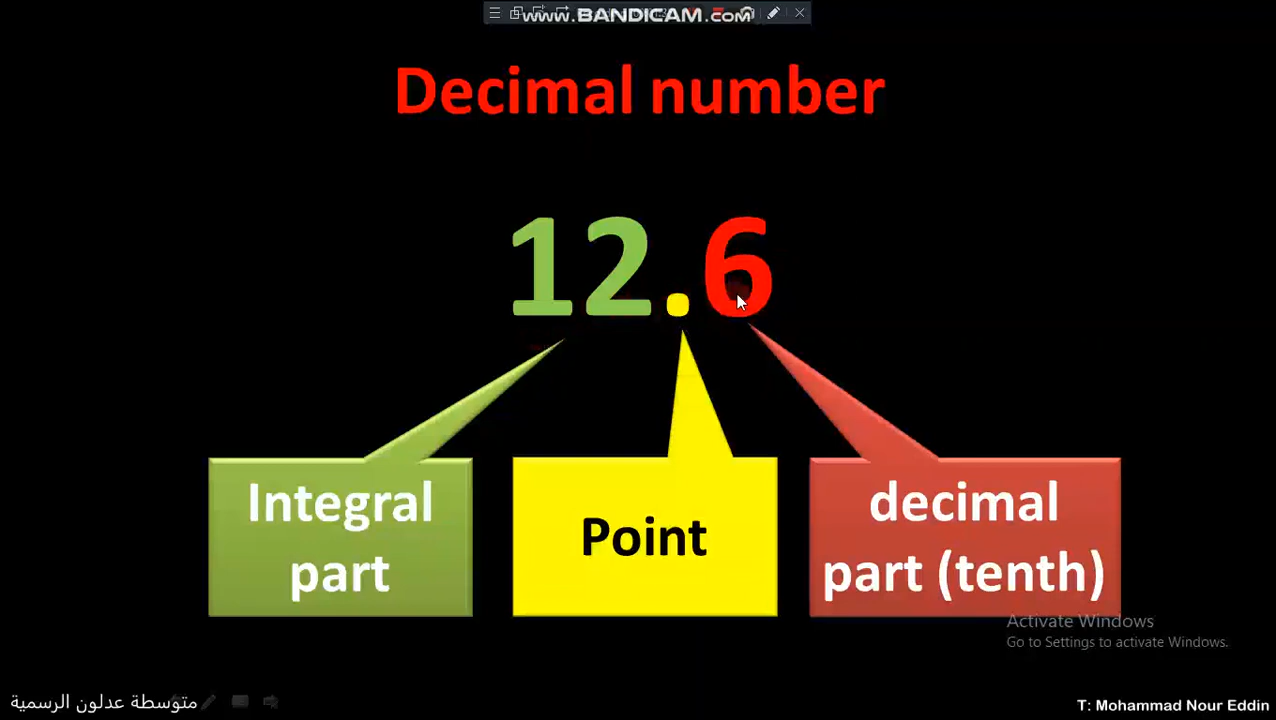 www.BANDICAM.com
Decimal number
12.6
Integral
part
Point
decimal
part (tenth)
Activate Windows
Go to Settings to activate Windows.
متوسطة عدلون الرسمية
T: Mohammad Nour Eddin